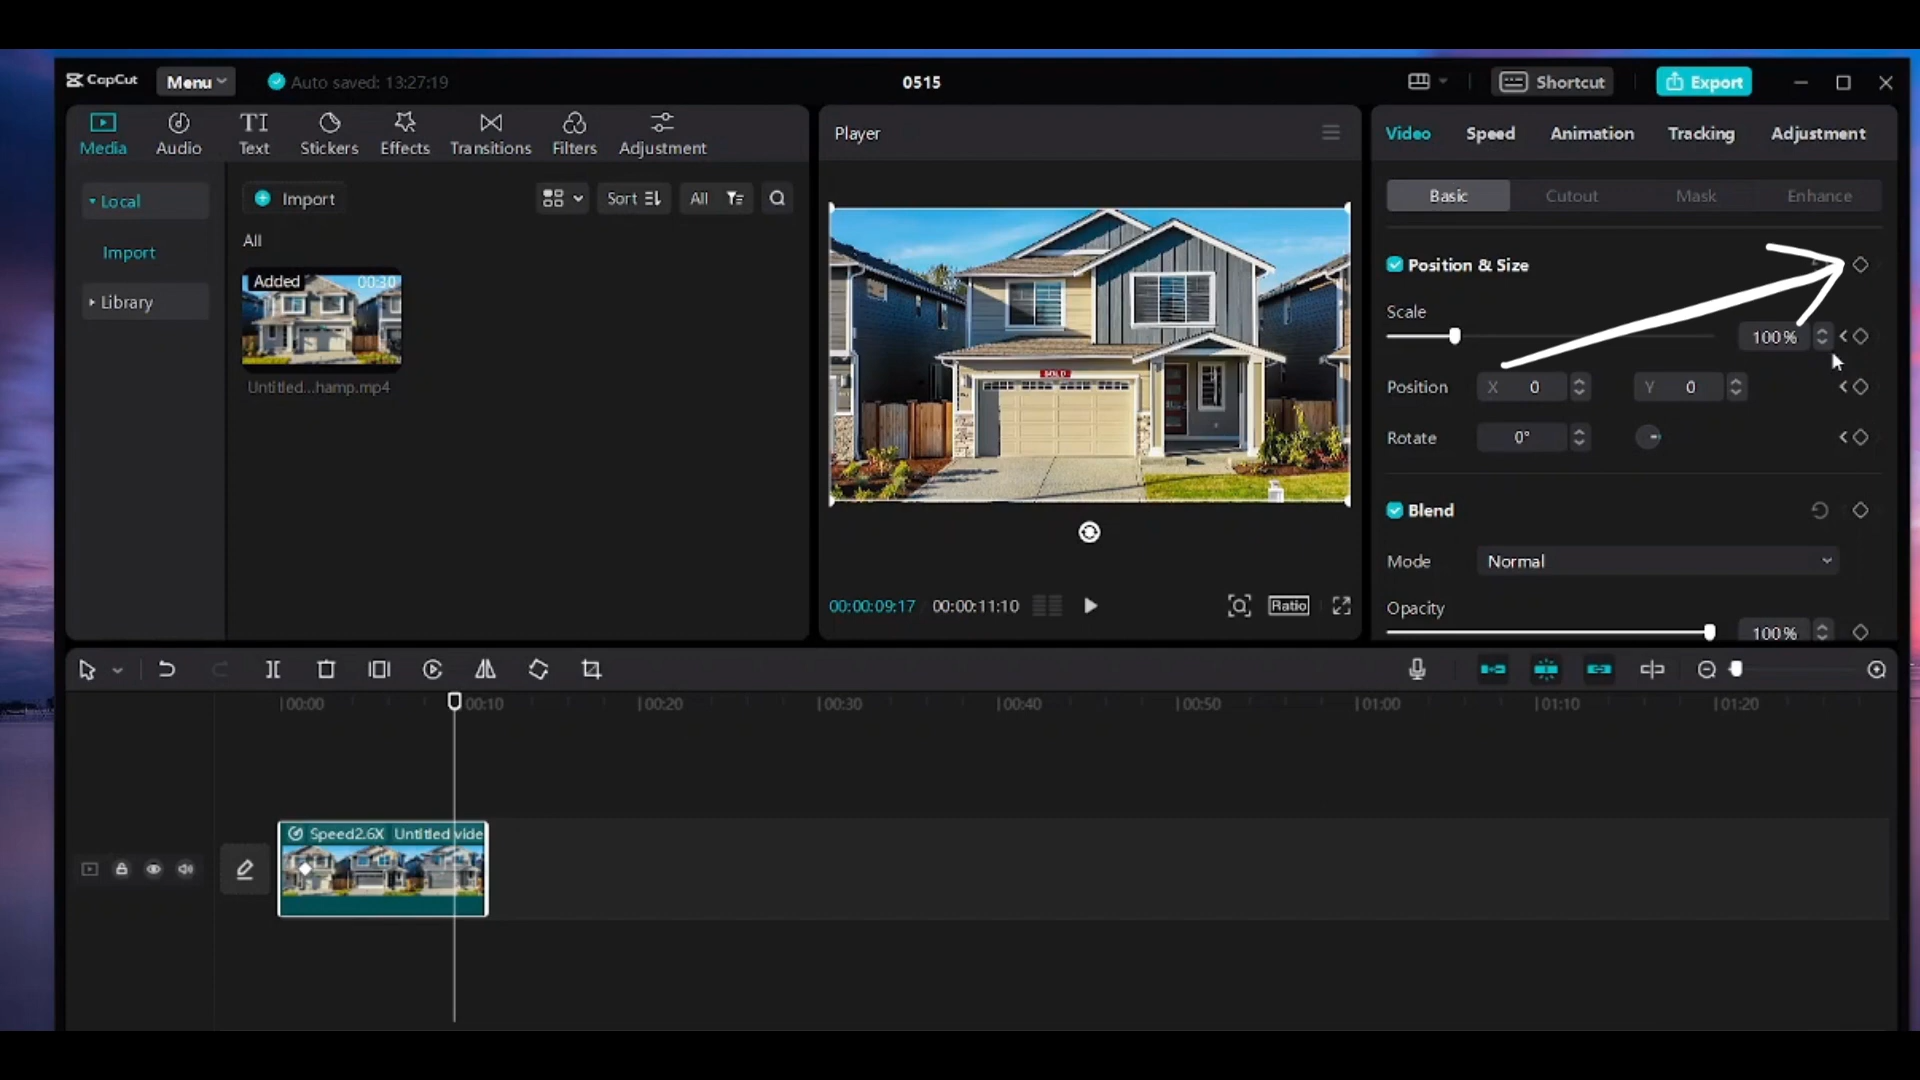 CapCut Menu Auto saved: 13:27:19 0515 Shortcut Export
Media Audio Text Stickers Effects Transitions Filters Adjustment
Local
Import
Library
Import Sort All
All
Added 00:30
Untitled...hamp.mp4
Player
SOLD
00:00:09:17 00:00:11:10 Ratio
Video Speed Animation Tracking Adjustment
Basic Cutout Mask Enhance
Position & Size
Scale
100%
Position X 0 Y 0
Rotate 0°
Blend
Mode Normal
Opacity
100%
00:00 00:10 00:20 00:30 00:40 00:50 01:00 01:10 01:20
Speed2.6X Untitled vide